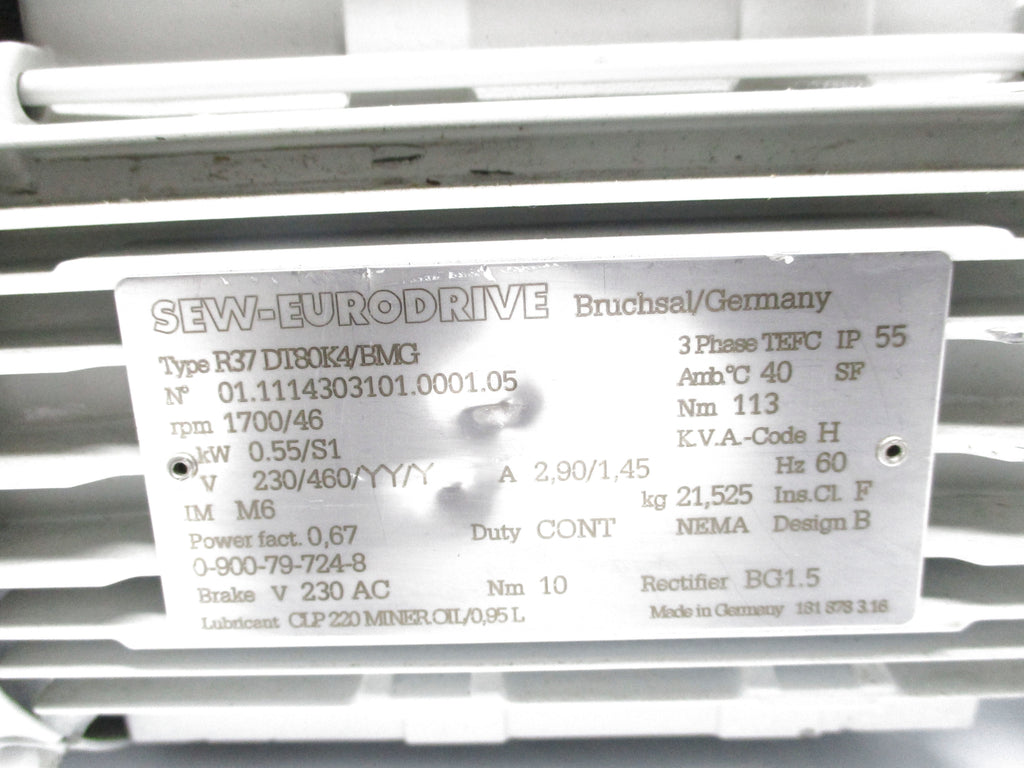 SEW-EURODRIVE Bruchsal/Germany
Type R37 DT80K4/BMG 3 Phase TEFC IP 55
Nº 01.1114303101.0001.05 Amb.°C 40 SF
rpm 1700/46 Nm 113
kW 0.55/S1 K.V.A.-Code H
V 230/460/YY/Y A 2,90/1,45 Hz 60
IM M6 kg 21,525 Ins.Cl. F
Power fact. 0,67 Duty CONT NEMA Design B
0-900-79-724-8
Brake V 230 AC Nm 10 Rectifier BG1.5
Lubricant CLP 220 MINER.OIL/0,95 L Made in Germany 181 878 3.16